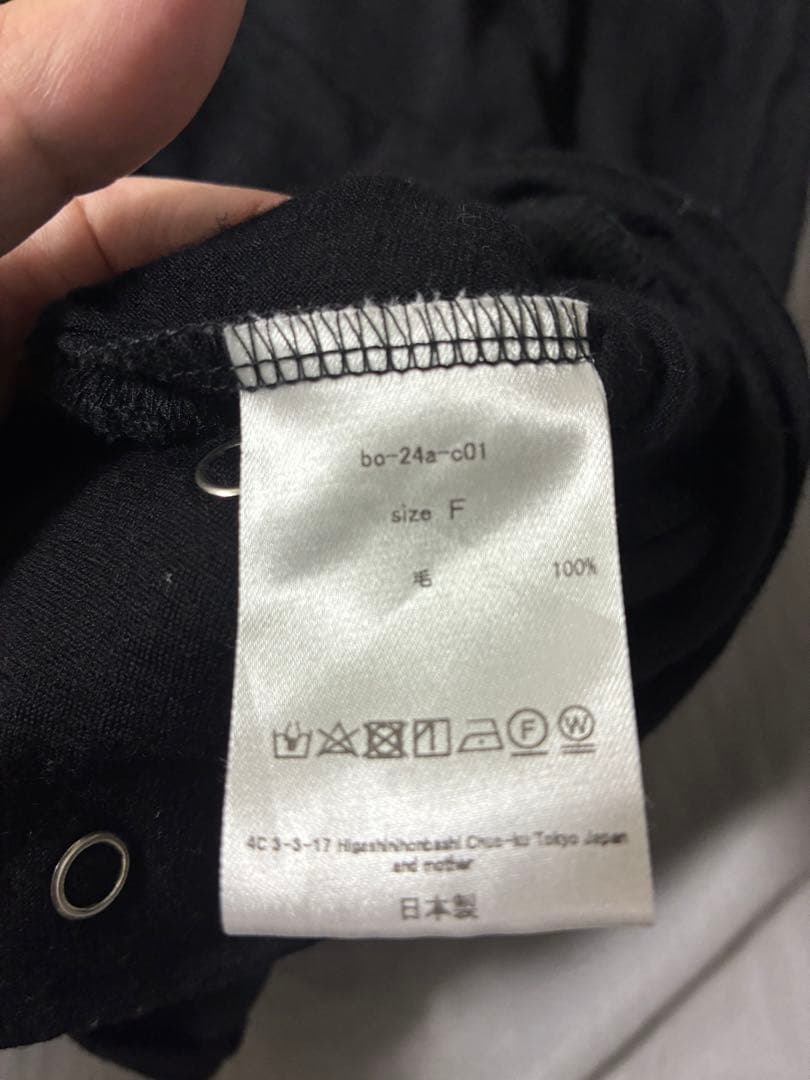 bo-24a-c01
size F
毛 100%
F W
4C 3-3-17 Higashinihonbashi Chuo-ku Tokyo Japan
and mother
日本製